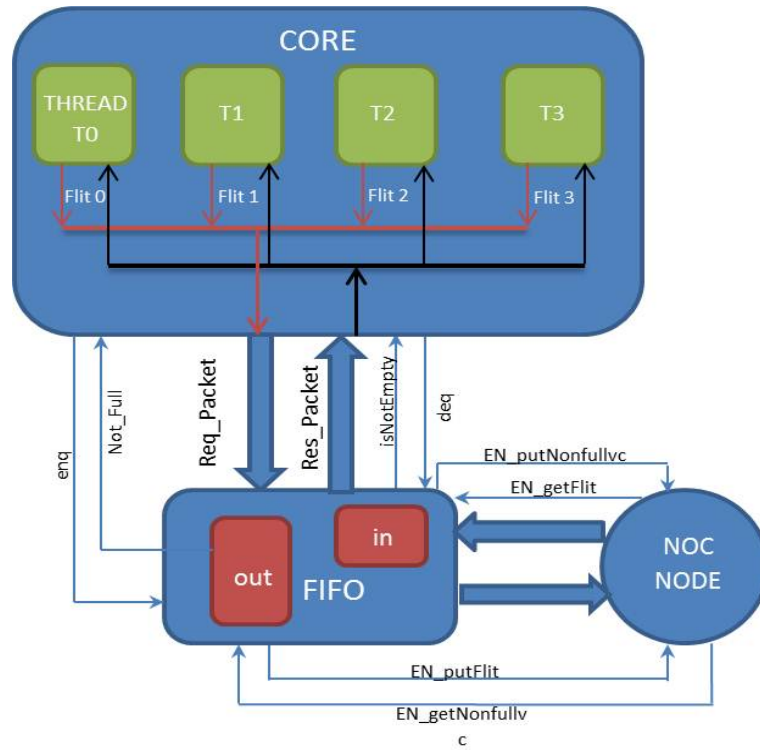 CORE
THREAD
T0
T1
T2
T3
Flit 0
Flit 1
Flit 2
Flit 3
enq
Not_Full
Req_Packet
Res_Packet
isNotEmpty
deq
EN_putNonfullvc
EN_getFlit
in
out
FIFO
NOC
NODE
EN_putFlit
EN_getNonfullv
c